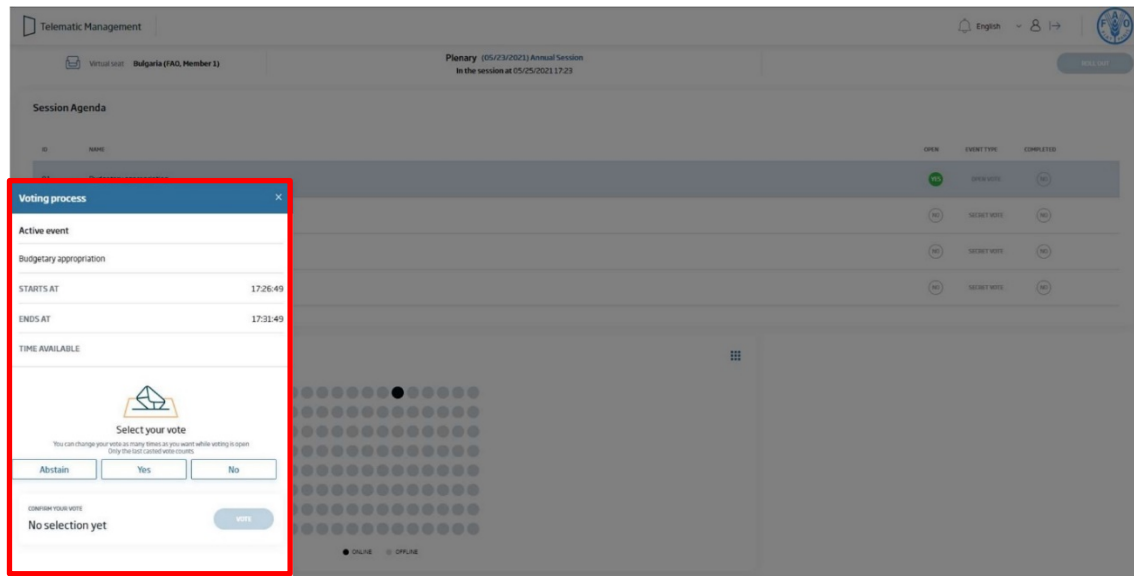 Telematic Management
English
Virtual seat Bulgaria (FAO, Member 1)
Plenary (05/23/2021) Annual Session
In the session at 05/25/2021 17:23
ROLL OUT
Session Agenda
ID NAME OPEN EVENT TYPE COMPLETED
Budgetary appropriation YES OPEN VOTE NO
NO SECRET VOTE NO
NO SECRET VOTE NO
NO SECRET VOTE NO
Voting process ×
Active event
Budgetary appropriation
STARTS AT 17:26:49
ENDS AT 17:31:49
TIME AVAILABLE
Select your vote
You can change your vote as many times as you want while voting is open
Only the last casted vote counts
Abstain Yes No
CONFIRM YOUR VOTE
No selection yet
VOTE
ONLINE OFFLINE